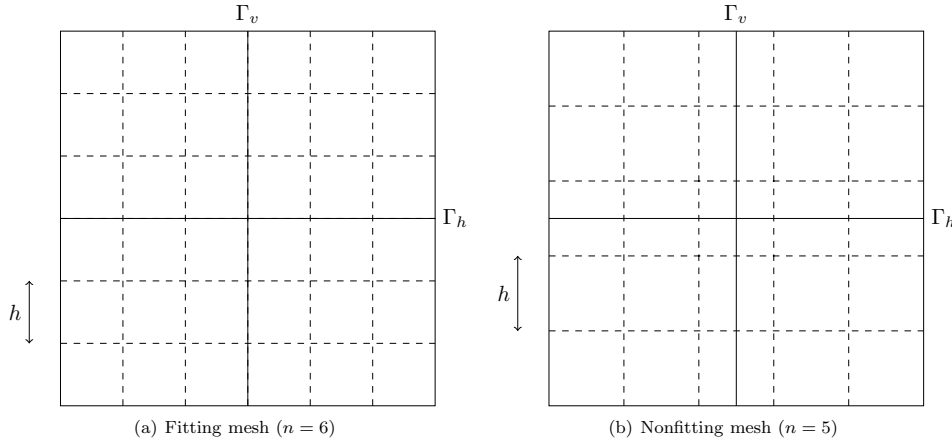 Γ_v
Γ_v
Γ_h
Γ_h
h
h
(a) Fitting mesh (n = 6)
(b) Nonfitting mesh (n = 5)